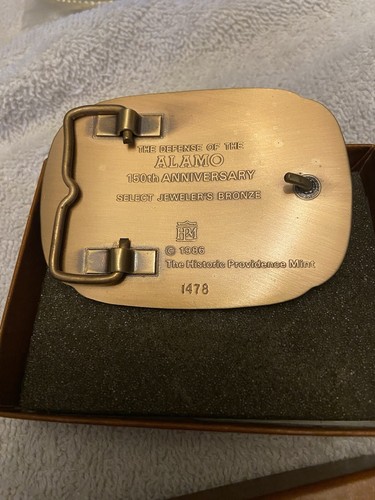 THE DEFENSE OF THE
ALAMO
150th ANNIVERSARY
SELECT JEWELER'S BRONZE
© 1986
The Historic Providence Mint
1478